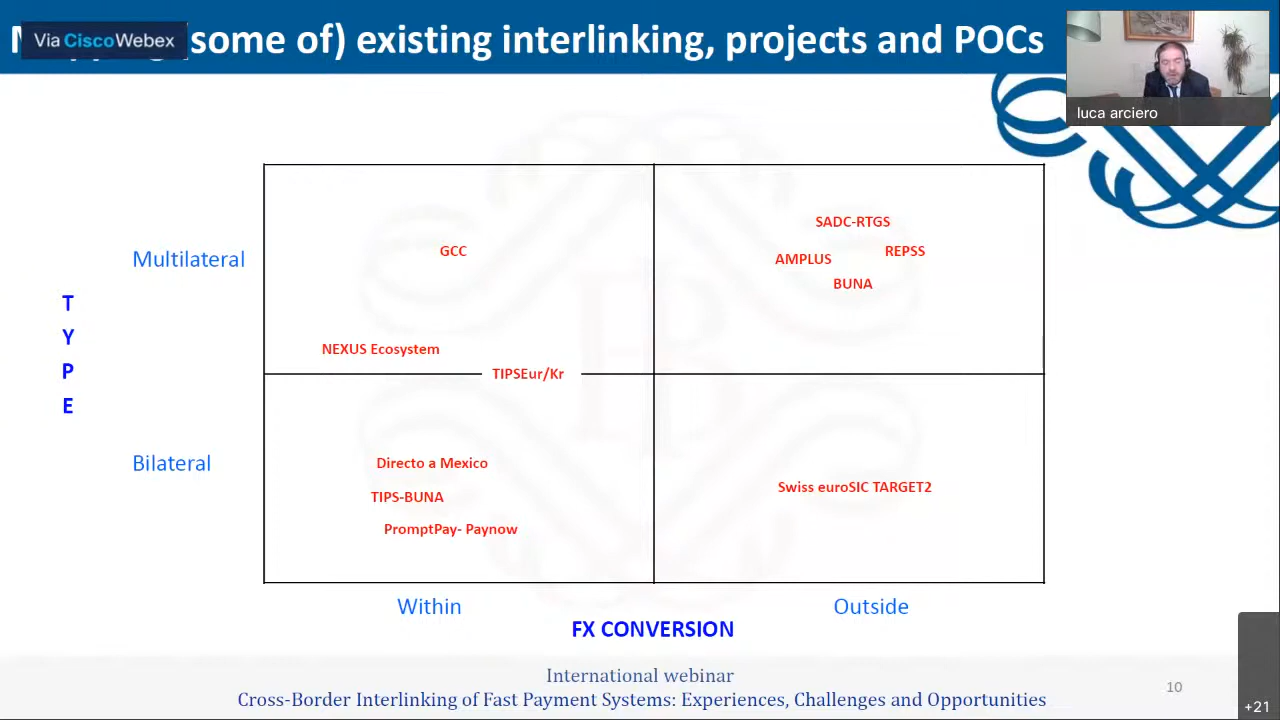 Via Cisco Webex
(some of) existing interlinking, projects and POCs
luca arciero
SADC-RTGS
GCC
REPSS
Multilateral
AMPLUS
BUNA
T
Y
P
E
NEXUS Ecosystem
TIPSEur/Kr
Bilateral
Directo a Mexico
Swiss euroSIC TARGET2
TIPS-BUNA
PromptPay- Paynow
Within
Outside
FX CONVERSION
International webinar
Cross-Border Interlinking of Fast Payment Systems: Experiences, Challenges and Opportunities
10
+21